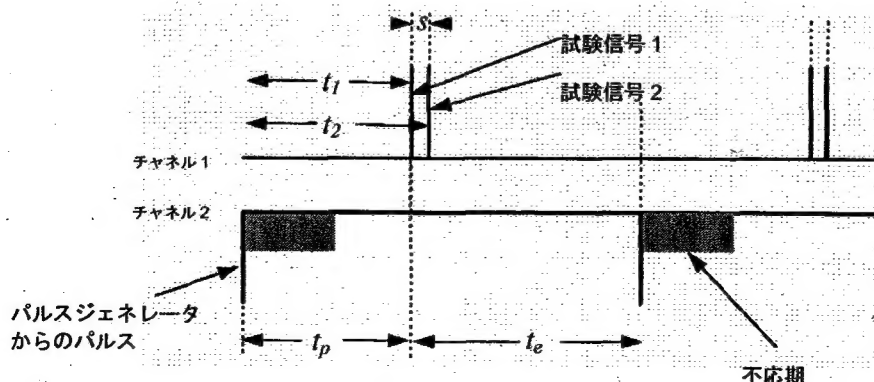 s
試験信号 1
t1
試験信号 2
t2
チャネル 1
チャネル 2
パルスジェネレータ
からのパルス
tp
te
不応期